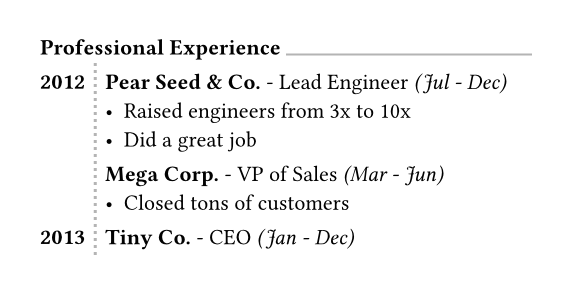 Professional Experience
2012 Pear Seed & Co. - Lead Engineer (Jul - Dec)
• Raised engineers from 3x to 10x
• Did a great job
Mega Corp. - VP of Sales (Mar - Jun)
• Closed tons of customers
2013 Tiny Co. - CEO (Jan - Dec)